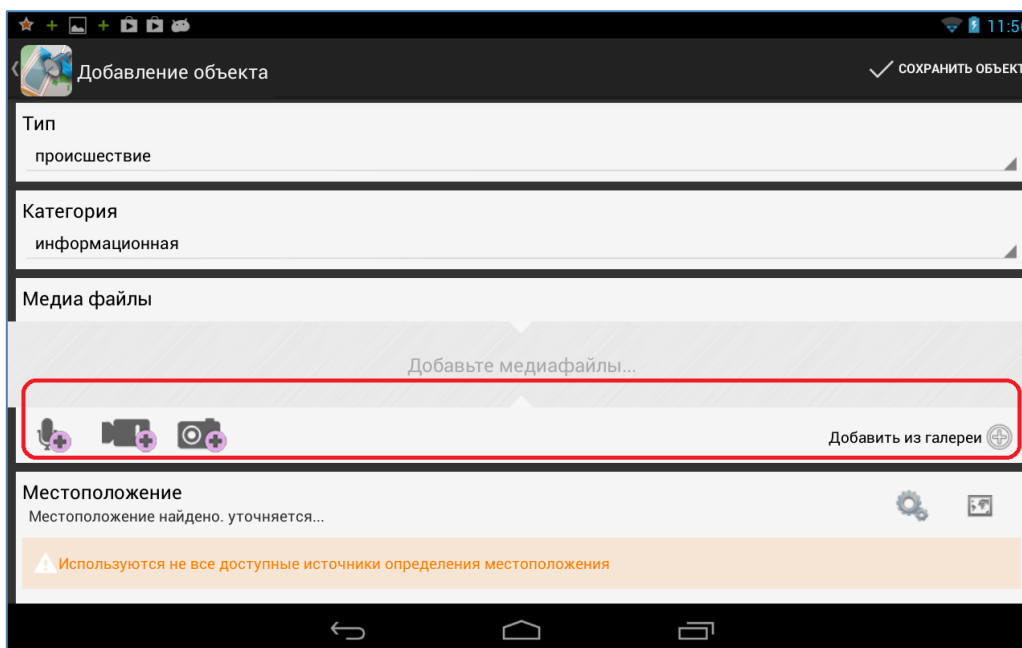 11:50
Добавление объекта
СОХРАНИТЬ ОБЪЕКТ
Тип
происшествие
Категория
информационная
Медиа файлы
Добавьте медиафайлы...
Добавить из галереи
Местоположение
Местоположение найдено. уточняется...
Используются не все доступные источники определения местоположения